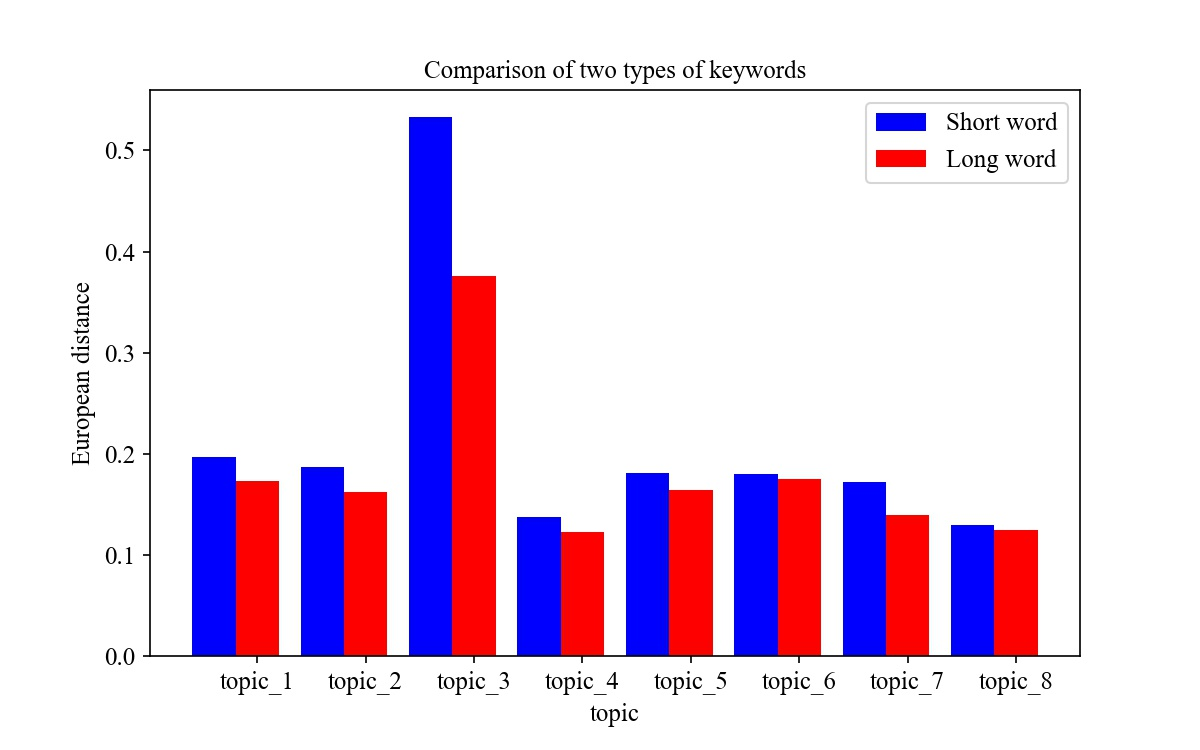 Comparison of two types of keywords
Short word
Long word
European distance
0.5
0.4
0.3
0.2
0.1
0.0
topic_1 topic_2 topic_3 topic_4 topic_5 topic_6 topic_7 topic_8
topic